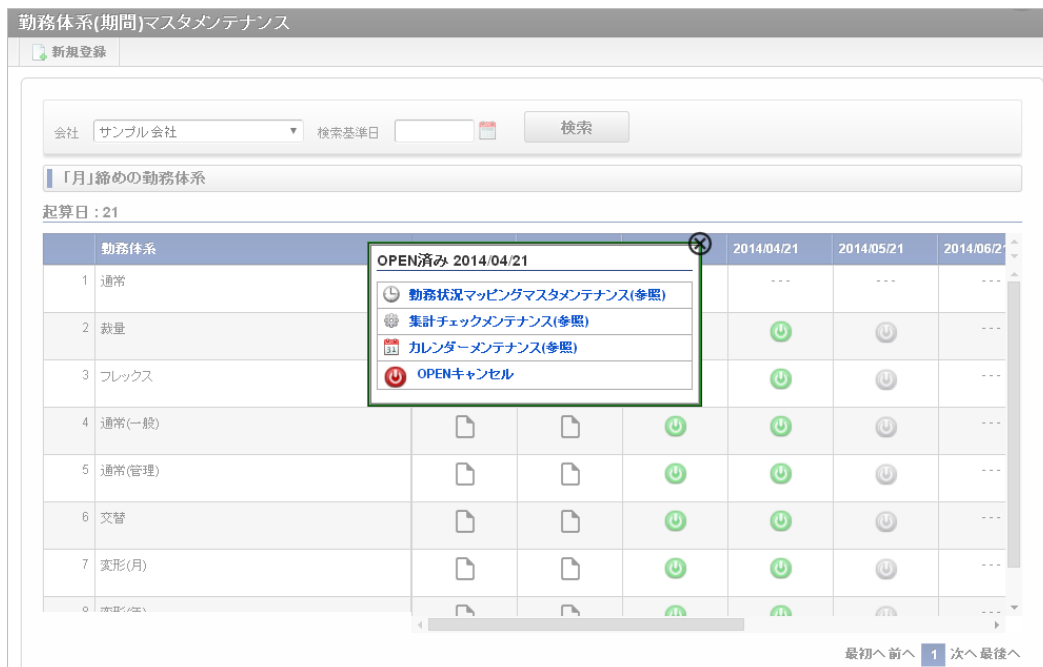 勤務体系(期間)マスタメンテナンス
新規登録
会社 サンプル会社 検索基準日 検索
「月」締めの勤務体系
起算日 : 21
勤務体系 2014/04/21 2014/05/21 2014/06/21
OPEN済み 2014/04/21
勤務状況マッピングマスタメンテナンス(参照)
集計チェックメンテナンス(参照)
31 カレンダーメンテナンス(参照)
OPENキャンセル
1 通常 --- --- ---
2 裁量 ---
3 フレックス ---
4 通常(一般) ---
5 通常(管理) ---
6 交替 ---
7 変形(月) ---
8 変形(年) ---
最初へ 前へ 1 次へ 最後へ